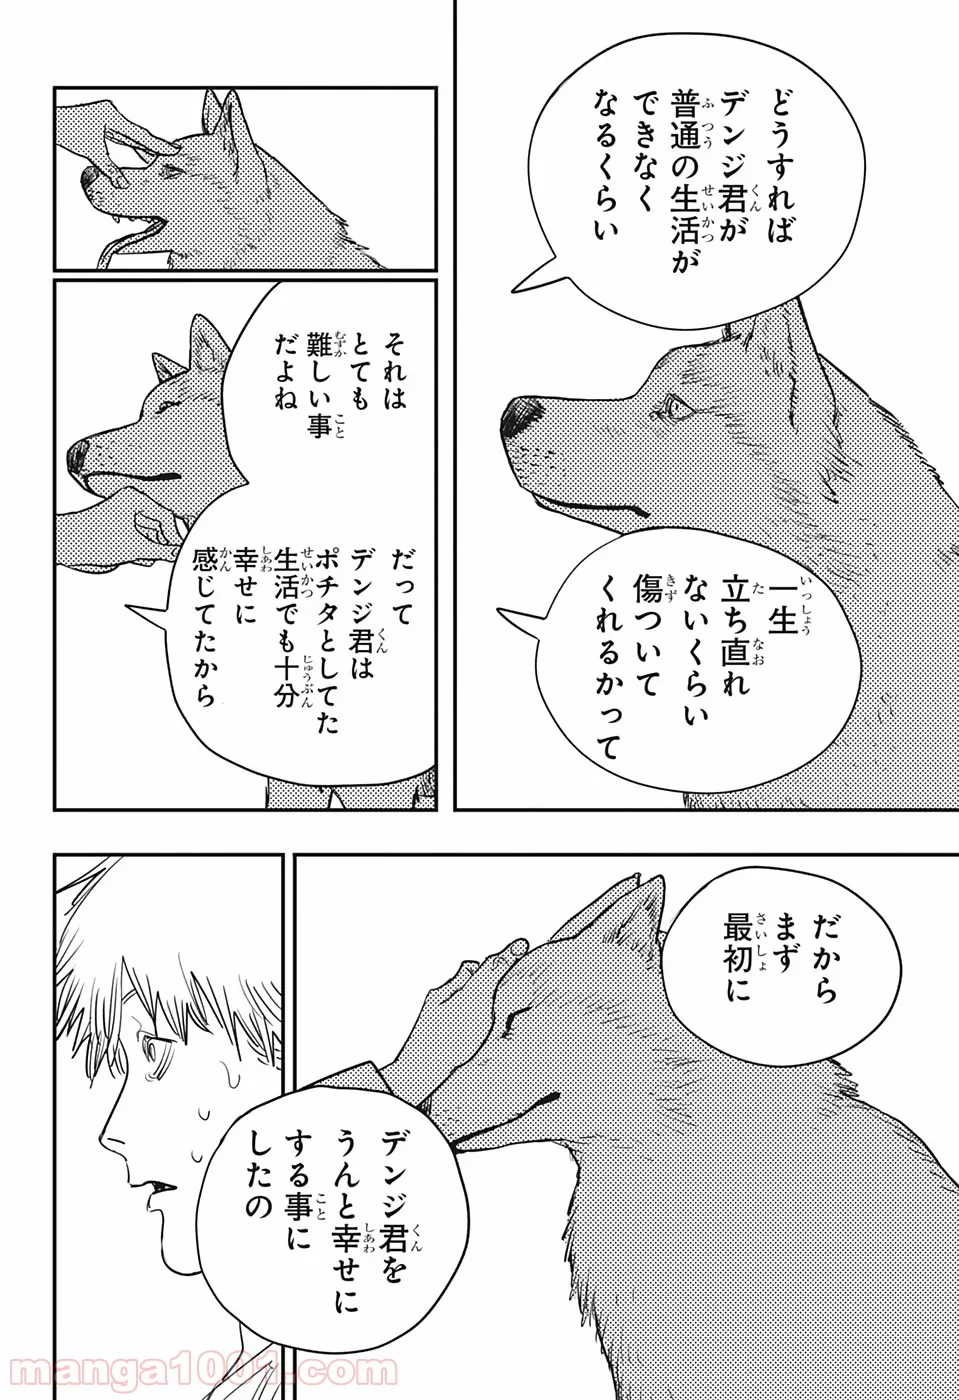 どうすれば
デンジ君が
普通の生活が
できなく
なるくらい
一生
立ち直れ
ないくらい
傷ついて
くれるかって
それは
とても
難しい事
だよね
だって
デンジ君は
ポチタとしてた
生活でも十分
幸せに
感じてたから
だから
まず
最初に
デンジ君を
うんと幸せに
する事に
したの
manga1001.com